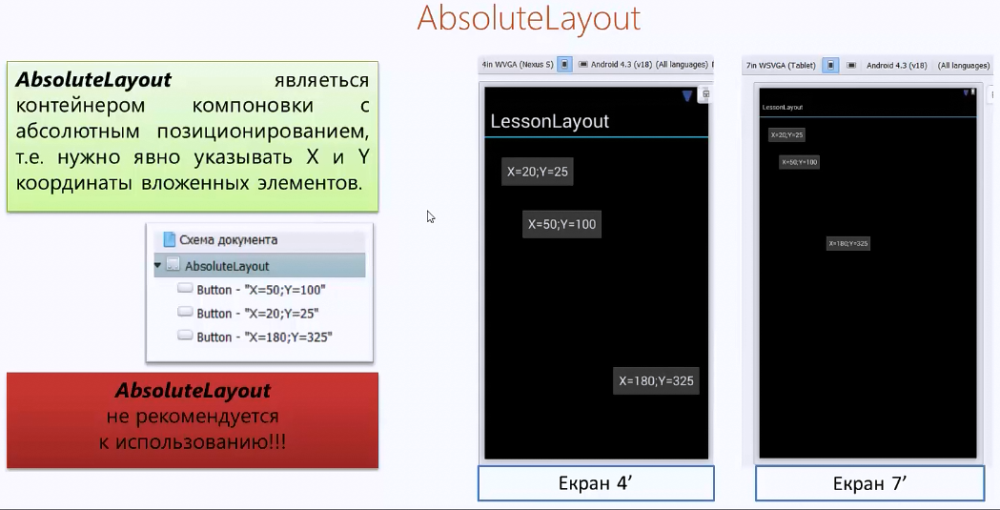 AbsoluteLayout
AbsoluteLayout являеться
контейнером компоновки с
абсолютным позиционированием,
т.е. нужно явно указывать X и Y
координаты вложенных элементов.
Схема документа
AbsoluteLayout
Button - "X=50;Y=100"
Button - "X=20;Y=25"
Button - "X=180;Y=325"
AbsoluteLayout
не рекомендуется
к использованию!!!
4in WVGA (Nexus S) Android 4.3 (v18) (All languages)
LessonLayout
X=20;Y=25
X=50;Y=100
X=180;Y=325
Екран 4’
7in WSVGA (Tablet) Android 4.3 (v18) (All languages)
LessonLayout
X=20;Y=25
X=50;Y=100
X=180;Y=325
Екран 7’